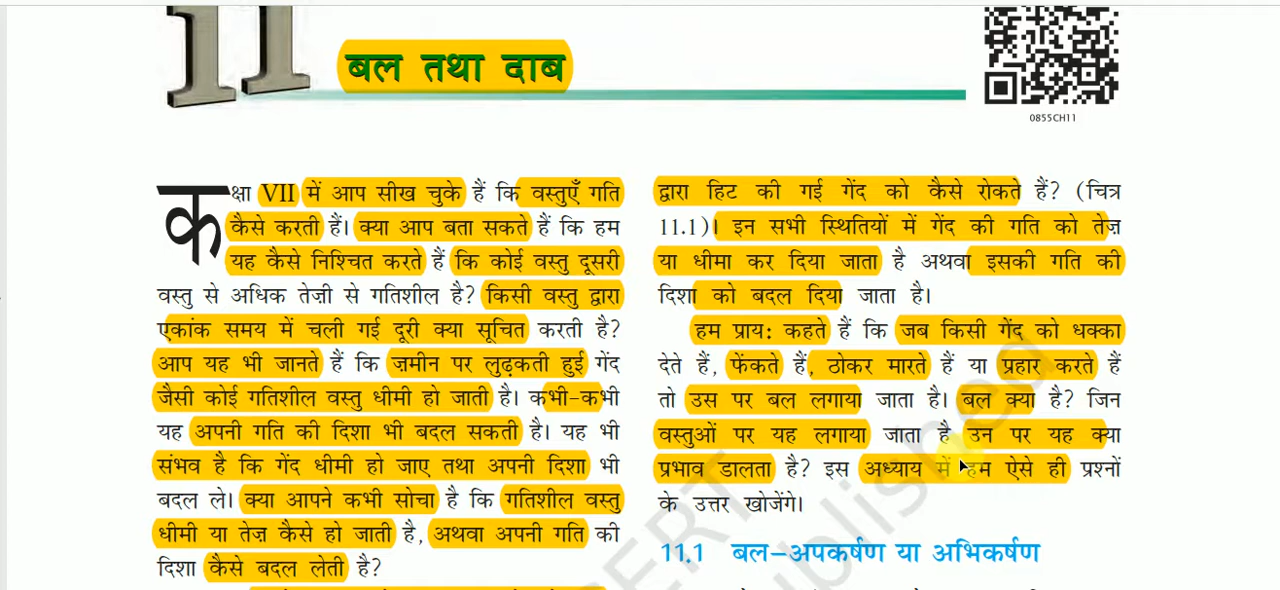 11
बल तथा दाब
0855CH11
कक्षा VII में आप सीख चुके हैं कि वस्तुएँ गति
कैसे करती हैं। क्या आप बता सकते हैं कि हम
यह कैसे निश्चित करते हैं कि कोई वस्तु दूसरी
वस्तु से अधिक तेज़ी से गतिशील है? किसी वस्तु द्वारा
एकांक समय में चली गई दूरी क्या सूचित करती है?
आप यह भी जानते हैं कि ज़मीन पर लुढ़कती हुई गेंद
जैसी कोई गतिशील वस्तु धीमी हो जाती है। कभी-कभी
यह अपनी गति की दिशा भी बदल सकती है। यह भी
संभव है कि गेंद धीमी हो जाए तथा अपनी दिशा भी
बदल ले। क्या आपने कभी सोचा है कि गतिशील वस्तु
धीमी या तेज़ कैसे हो जाती है, अथवा अपनी गति की
दिशा कैसे बदल लेती है?
द्वारा हिट की गई गेंद को कैसे रोकते हैं? (चित्र
11.1)। इन सभी स्थितियों में गेंद की गति को तेज़
या धीमा कर दिया जाता है अथवा इसकी गति की
दिशा को बदल दिया जाता है।
हम प्राय: कहते हैं कि जब किसी गेंद को धक्का
देते हैं, फेंकते हैं, ठोकर मारते हैं या प्रहार करते हैं
तो उस पर बल लगाया जाता है। बल क्या है? जिन
वस्तुओं पर यह लगाया जाता है उन पर यह क्या
प्रभाव डालता है? इस अध्याय में हम ऐसे ही प्रश्नों
के उत्तर खोजेंगे।
11.1 बल–अपकर्षण या अभिकर्षण